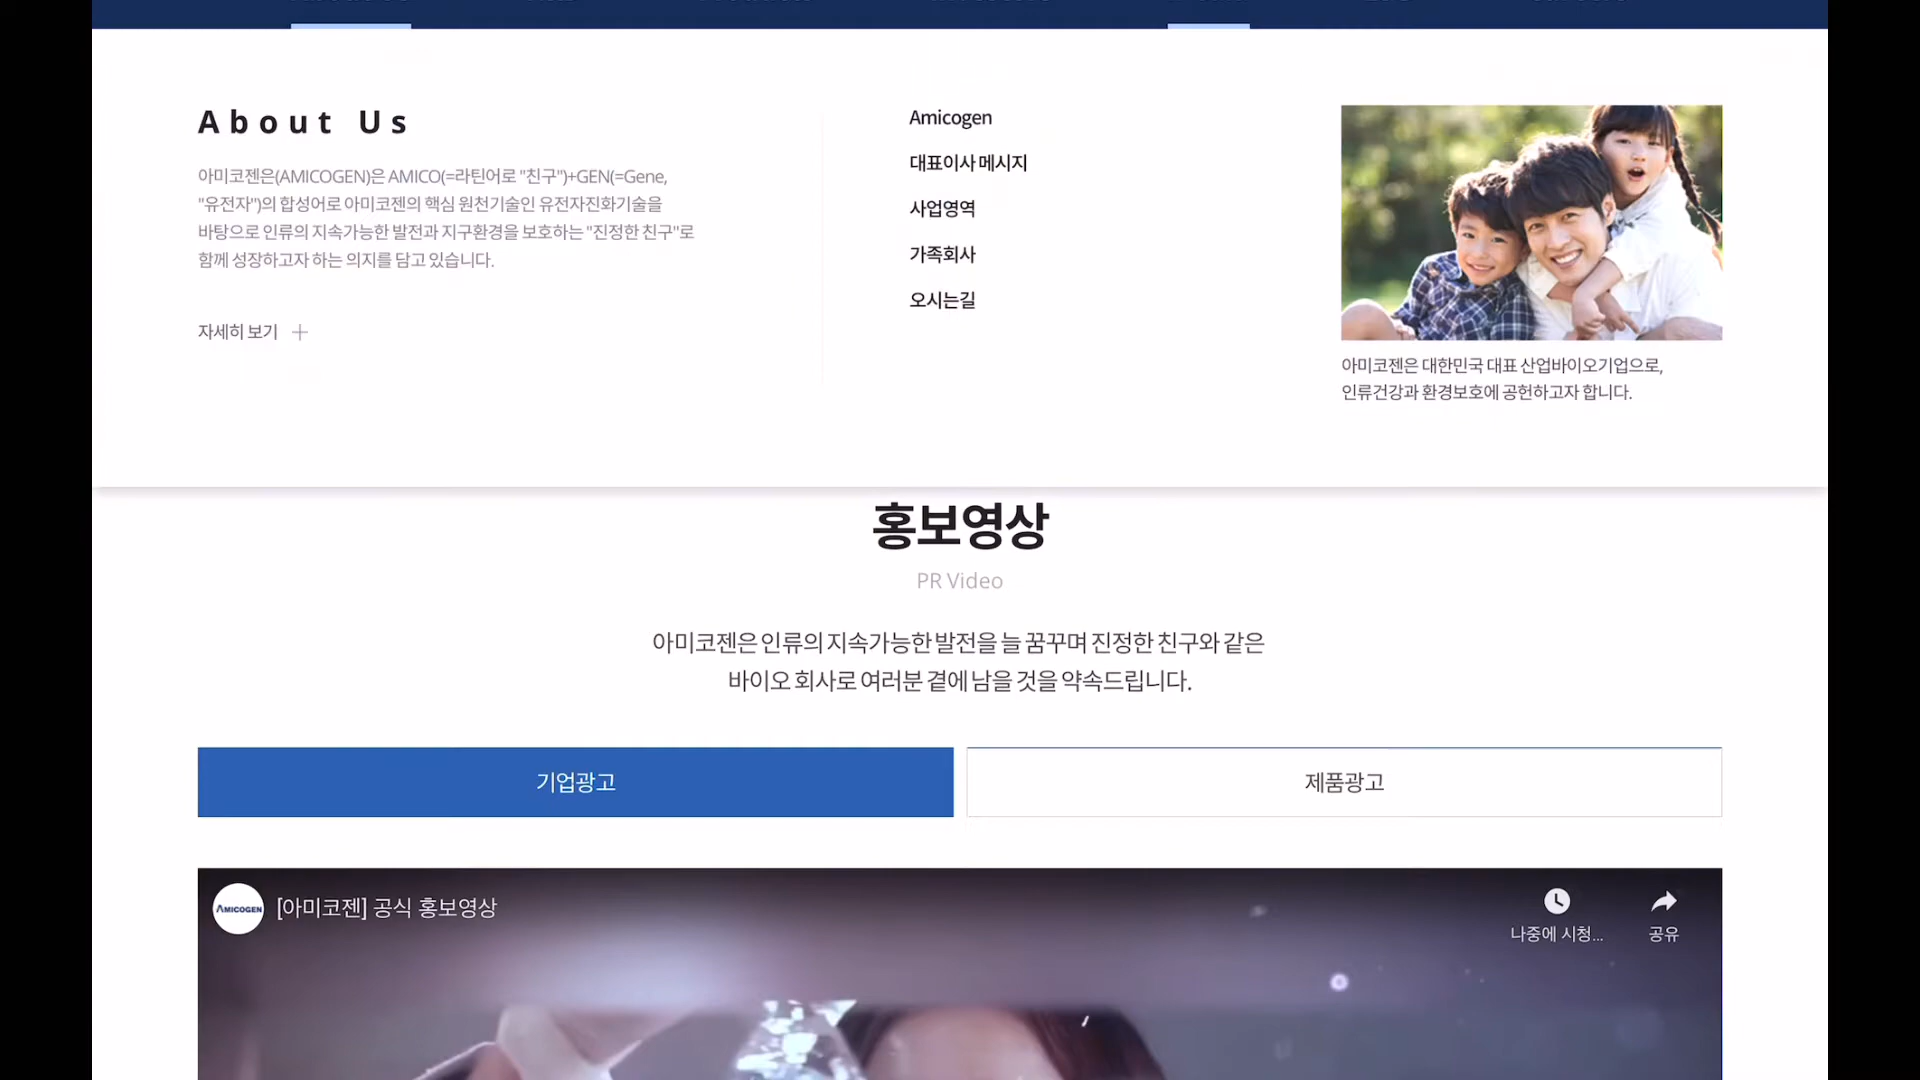 About Us
아미코젠은(AMICOGEN)은 AMICO(=라틴어로 "친구")+GEN(=Gene,
"유전자")의 합성어로 아미코젠의 핵심 원천기술인 유전자진화기술을
바탕으로 인류의 지속가능한 발전과 지구환경을 보호하는 "진정한 친구"로
함께 성장하고자 하는 의지를 담고 있습니다.
자세히 보기
Amicogen
대표이사 메시지
사업영역
가족회사
오시는길
아미코젠은 대한민국 대표 산업바이오기업으로,
인류건강과 환경보호에 공헌하고자 합니다.
홍보영상
PR Video
아미코젠은 인류의 지속가능한 발전을 늘 꿈꾸며 진정한 친구와 같은
바이오 회사로 여러분 곁에 남을 것을 약속드립니다.
기업광고
제품광고
AMICOGEN
[아미코젠] 공식 홍보영상
나중에 시청...
공유